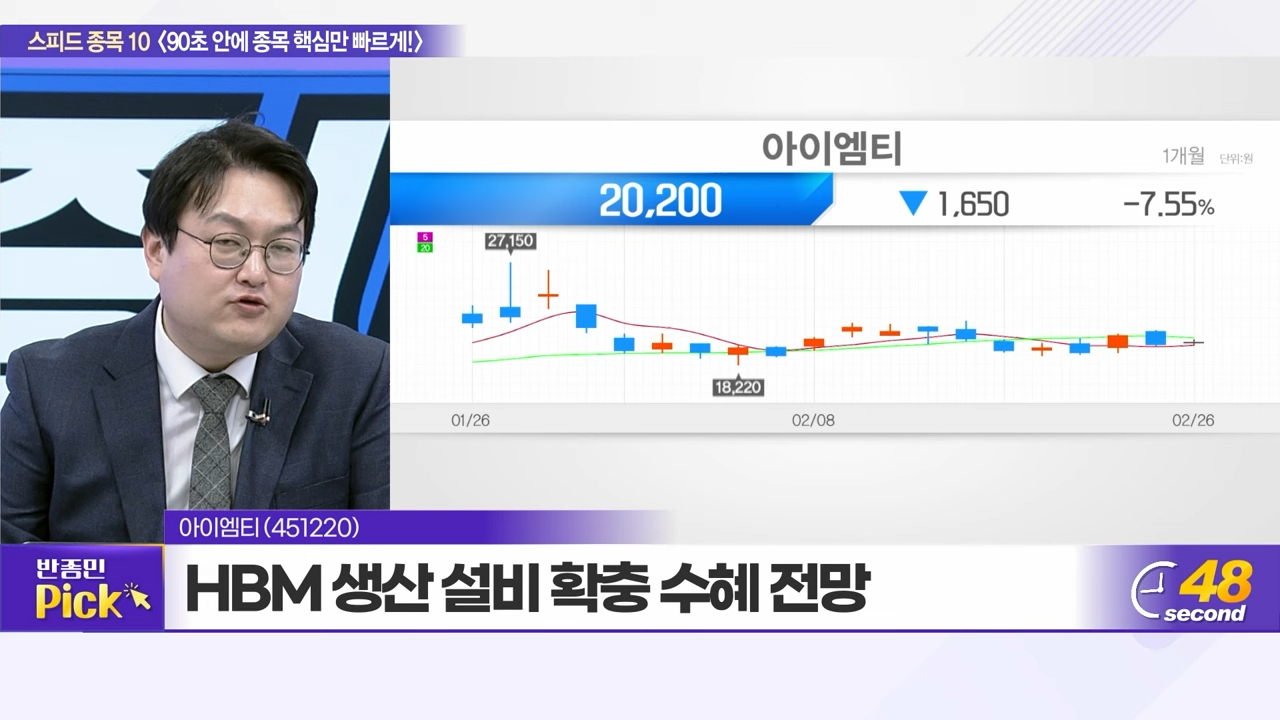 스피드 종목 10 〈90초 안에 종목 핵심만 빠르게!〉
아이엠티
1개월 단위:원
20,200 ▼ 1,650 -7.55%
5
20
27,150
18,220
01/26 02/08 02/26
아이엠티(451220)
반종민
Pick
HBM 생산 설비 확충 수혜 전망
48
second